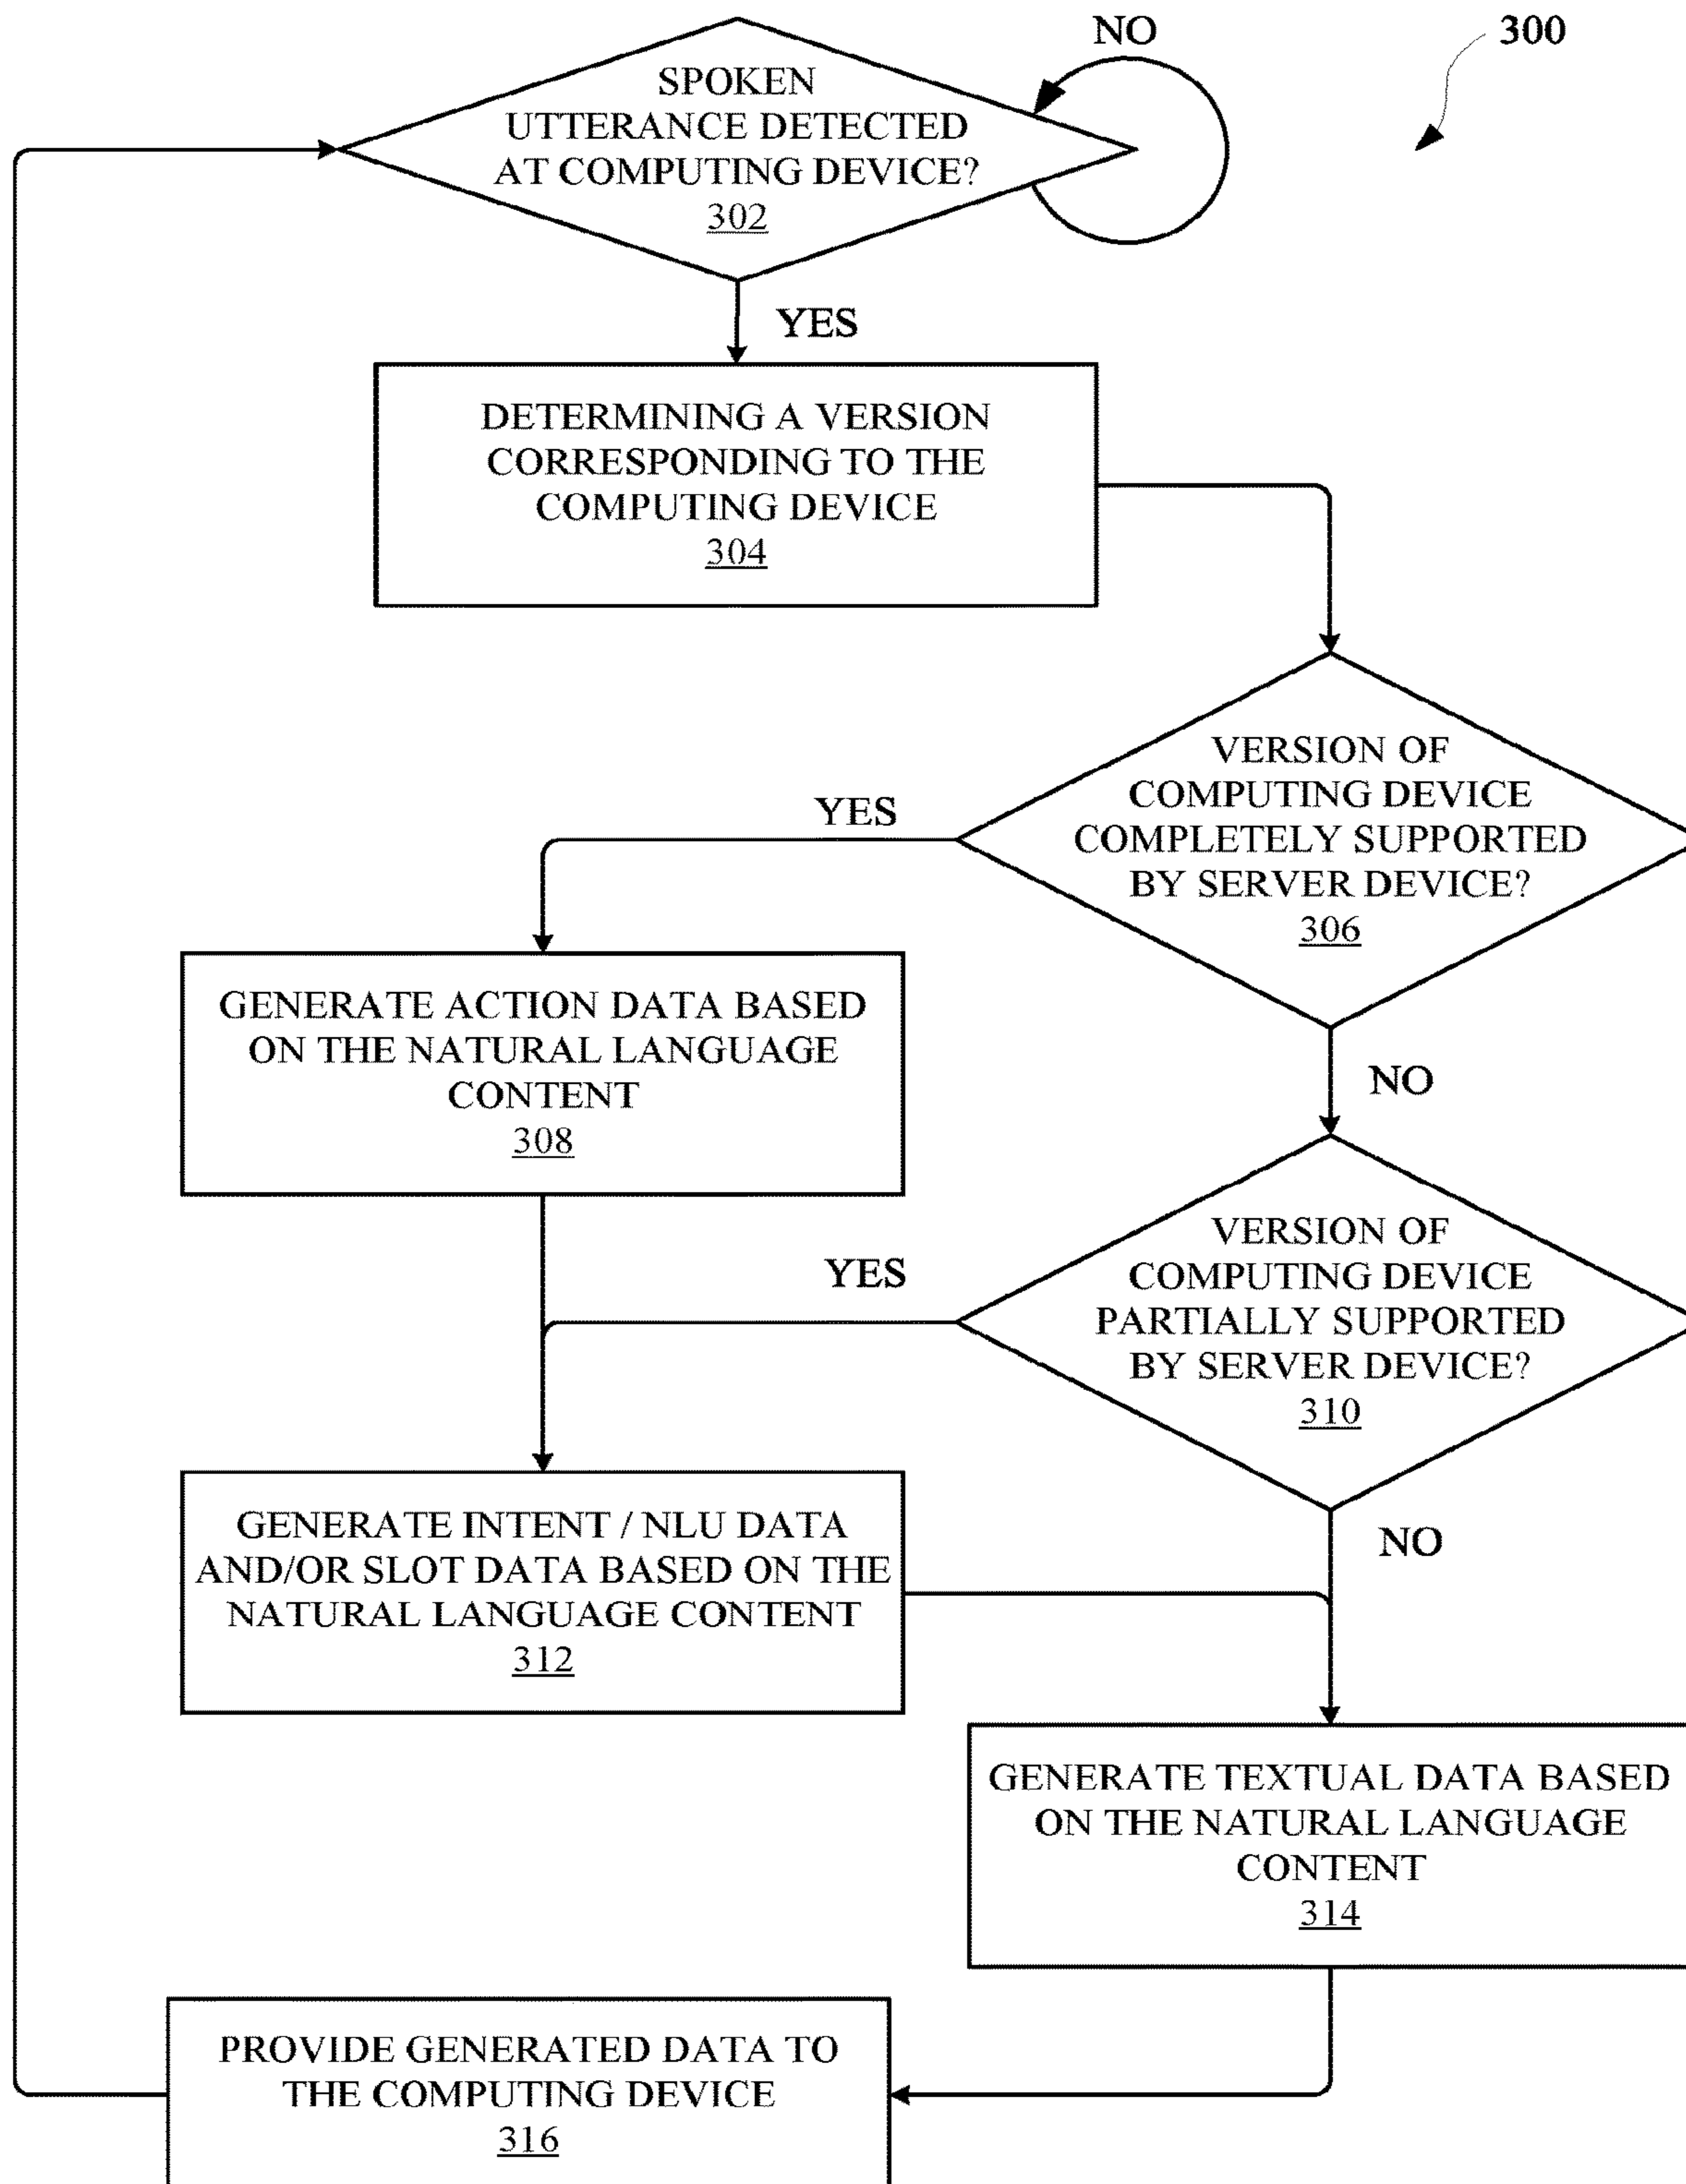 NO
300
SPOKEN
UTTERANCE DETECTED
AT COMPUTING DEVICE?
302
YES
DETERMINING A VERSION
CORRESPONDING TO THE
COMPUTING DEVICE
304
VERSION OF
COMPUTING DEVICE
COMPLETELY SUPPORTED
BY SERVER DEVICE?
306
YES
GENERATE ACTION DATA BASED
ON THE NATURAL LANGUAGE
CONTENT
308
NO
VERSION OF
COMPUTING DEVICE
PARTIALLY SUPPORTED
BY SERVER DEVICE?
310
YES
GENERATE INTENT / NLU DATA
AND/OR SLOT DATA BASED ON THE
NATURAL LANGUAGE CONTENT
312
NO
GENERATE TEXTUAL DATA BASED
ON THE NATURAL LANGUAGE
CONTENT
314
PROVIDE GENERATED DATA TO
THE COMPUTING DEVICE
316